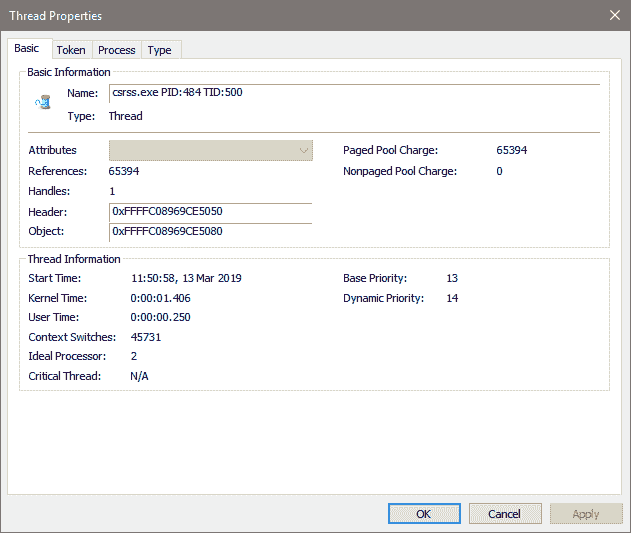 Thread Properties
Basic Token Process Type
Basic Information
Name: csrss.exe PID:484 TID:500
Type: Thread
Attributes Paged Pool Charge: 65394
References: 65394 Nonpaged Pool Charge: 0
Handles: 1
Header: 0xFFFFC08969CE5050
Object: 0xFFFFC08969CE5080
Thread Information
Start Time: 11:50:58, 13 Mar 2019 Base Priority: 13
Kernel Time: 0:00:01.406 Dynamic Priority: 14
User Time: 0:00:00.250
Context Switches: 45731
Ideal Processor: 2
Critical Thread: N/A
OK Cancel Apply